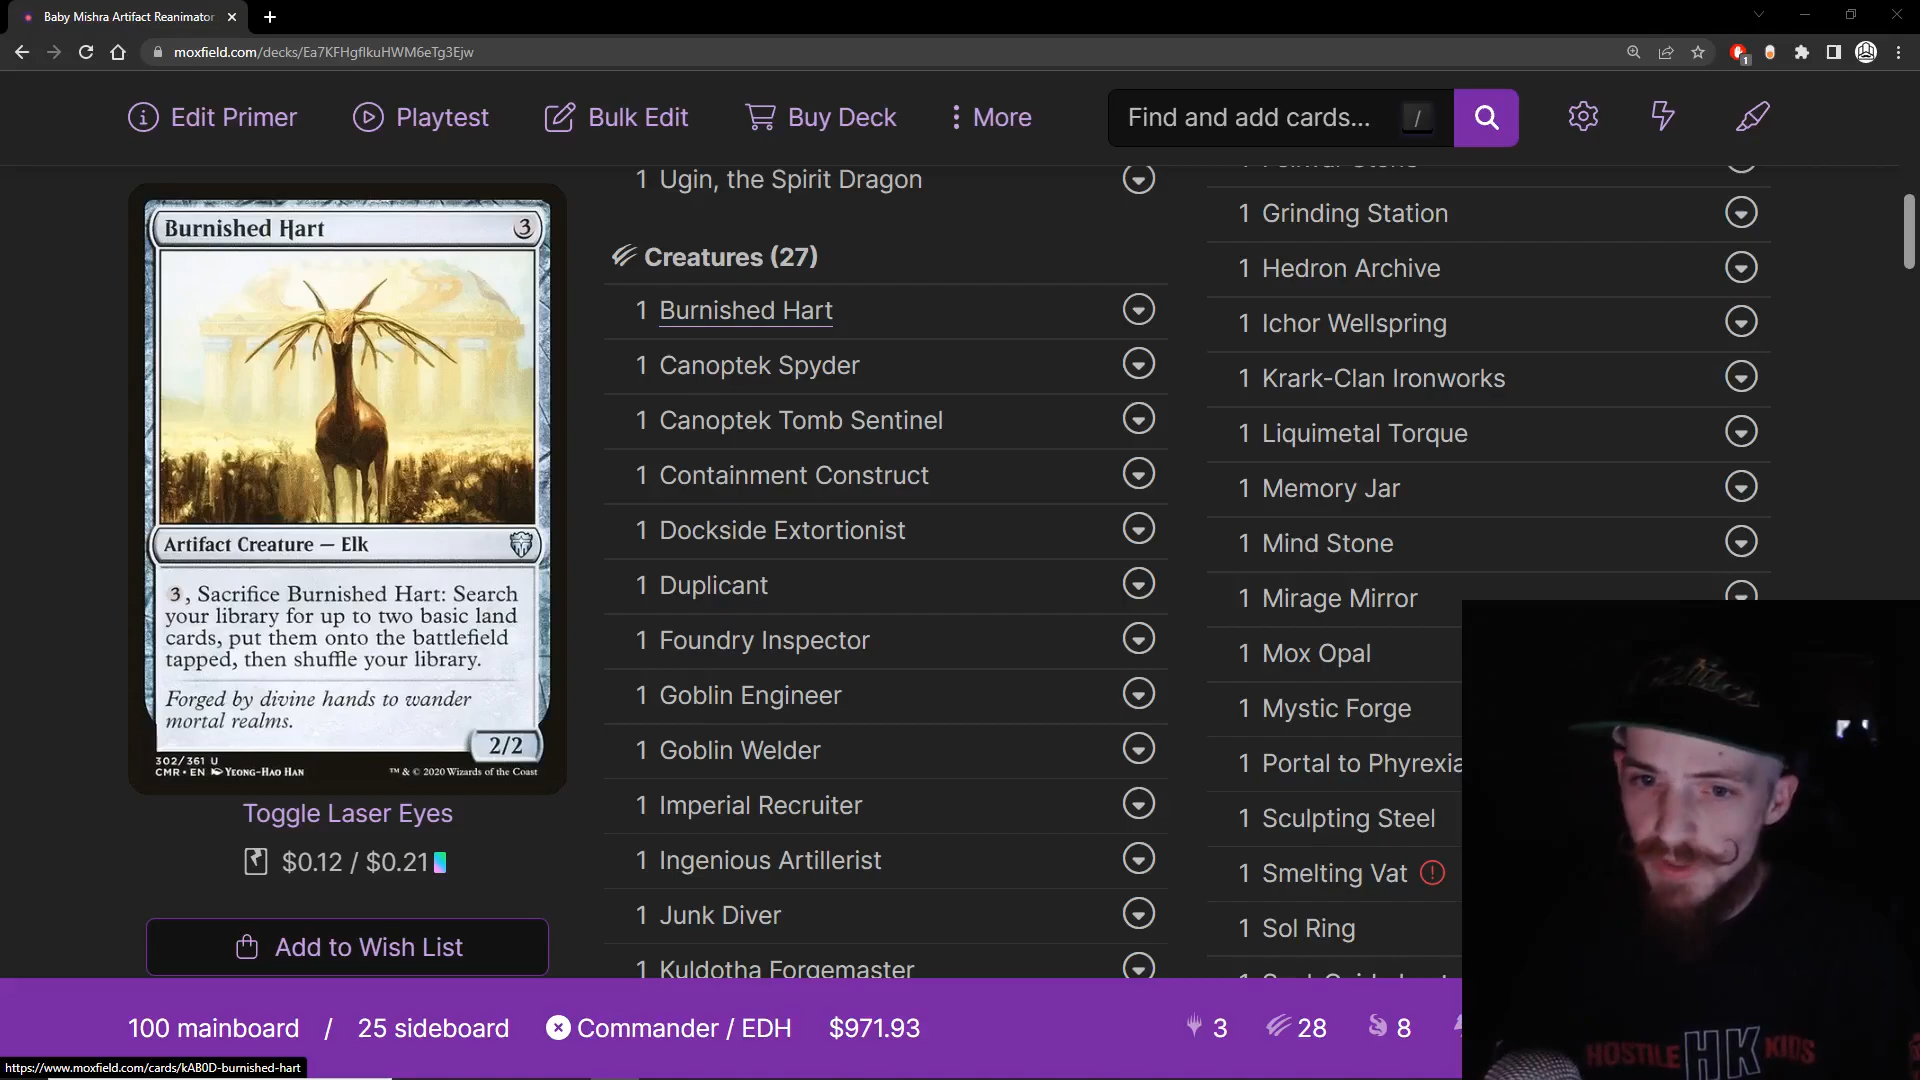 Baby Mishra Artifact Reanimator
moxfield.com/decks/Ea7KFHgfIkuHWM6eTg3Ejw
1
Edit Primer
Playtest
Bulk Edit
Buy Deck
More
Find and add cards...
/
Burnished Hart
3
Artifact Creature — Elk
3, Sacrifice Burnished Hart: Search
your library for up to two basic land
cards, put them onto the battlefield
tapped, then shuffle your library.
Forged by divine hands to wander
mortal realms.
2/2
302/361 U
CMR • EN Yeong-Hao Han
™ & © 2020 Wizards of the Coast
Toggle Laser Eyes
$0.12 / $0.21
Add to Wish List
1 Ugin, the Spirit Dragon
Creatures (27)
1 Burnished Hart
1 Canoptek Spyder
1 Canoptek Tomb Sentinel
1 Containment Construct
1 Dockside Extortionist
1 Duplicant
1 Foundry Inspector
1 Goblin Engineer
1 Goblin Welder
1 Imperial Recruiter
1 Ingenious Artillerist
1 Junk Diver
1 Kuldotha Forgemaster
1 Grinding Station
1 Hedron Archive
1 Ichor Wellspring
1 Krark-Clan Ironworks
1 Liquimetal Torque
1 Memory Jar
1 Mind Stone
1 Mirage Mirror
1 Mox Opal
1 Mystic Forge
1 Portal to Phyrexia
1 Sculpting Steel
1 Smelting Vat
1 Sol Ring
HOSTILE HK KIDS
100 mainboard / 25 sideboard
Commander / EDH
$971.93
3
28
8
https://www.moxfield.com/cards/kAB0D-burnished-hart